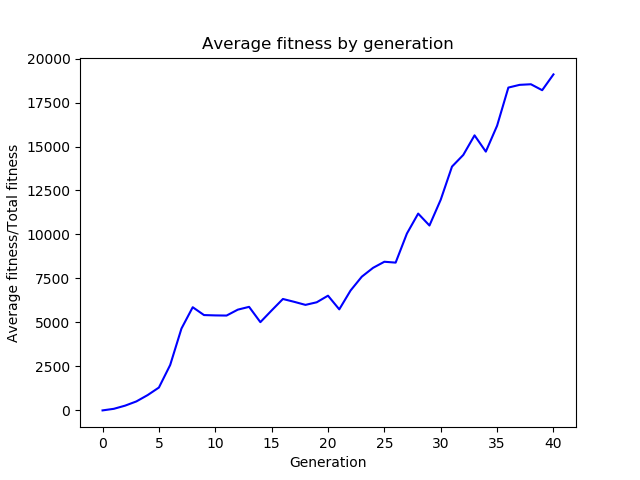 Average fitness by generation
20000
17500
15000
12500
10000
7500
5000
2500
0
Average fitness/Total fitness
0 5 10 15 20 25 30 35 40
Generation